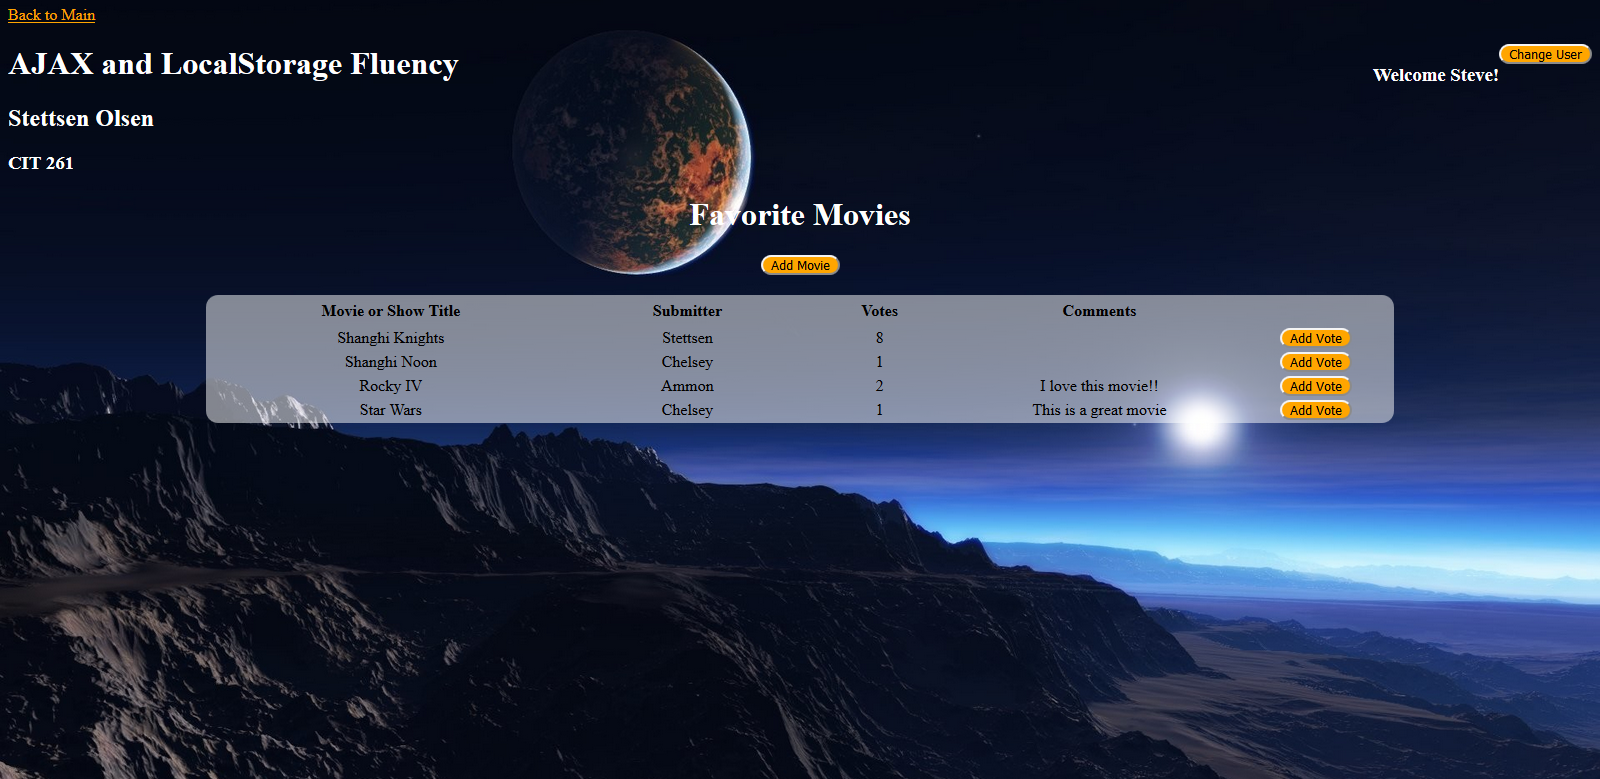 Back to Main
AJAX and LocalStorage Fluency
Change User
Welcome Steve!
Stettsen Olsen
CIT 261
Favorite Movies
Add Movie
Movie or Show Title Submitter Votes Comments
Shanghi Knights Stettsen 8 Add Vote
Shanghi Noon Chelsey 1 Add Vote
Rocky IV Ammon 2 I love this movie!! Add Vote
Star Wars Chelsey 1 This is a great movie Add Vote